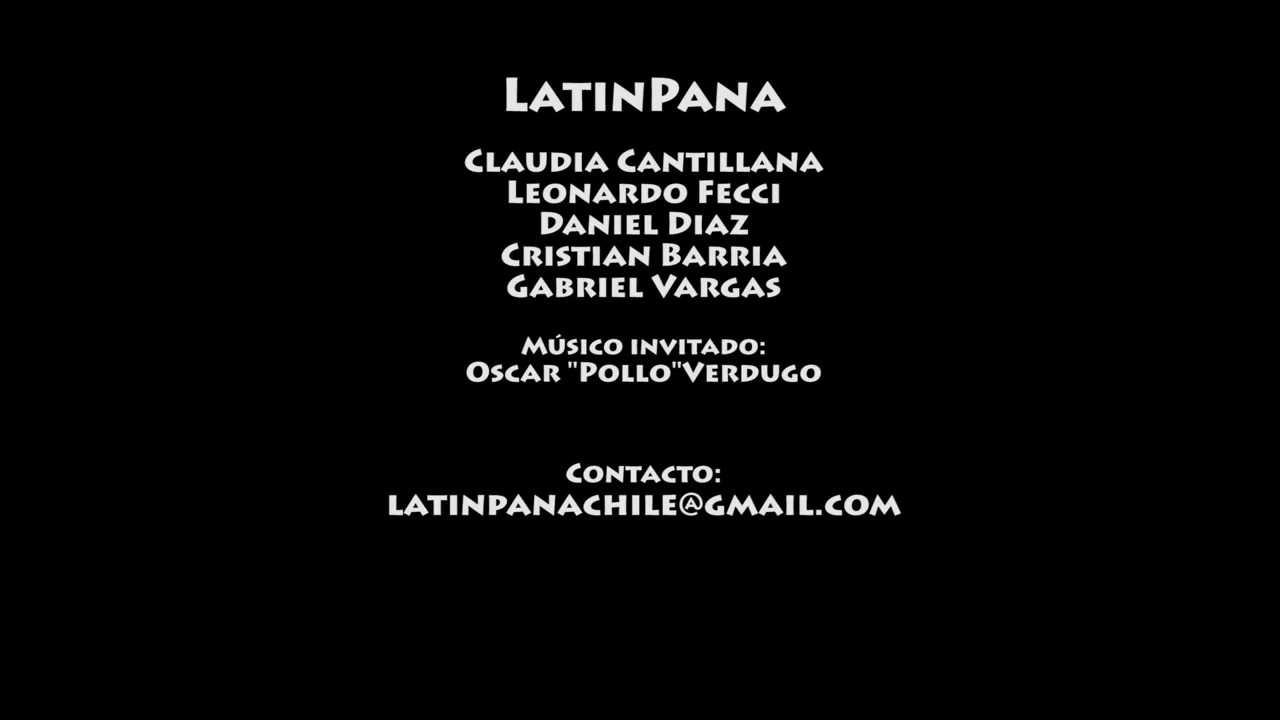 LatinPana
Claudia Cantillana
Leonardo Fecci
Daniel Diaz
Cristian Barria
Gabriel Vargas
Músico invitado:
Oscar "Pollo"Verdugo
Contacto:
latinpanachile@gmail.com